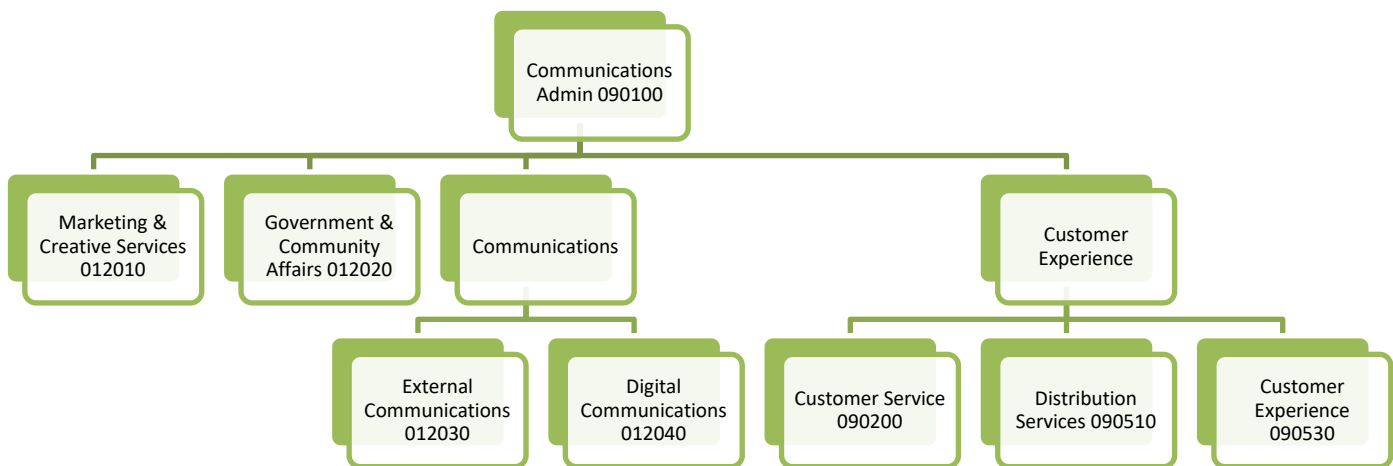 Communications
Admin 090100
Marketing &
Creative Services
012010
Government &
Community
Affairs 012020
Communications
Customer
Experience
External
Communications
012030
Digital
Communications
012040
Customer Service
090200
Distribution
Services 090510
Customer
Experience
090530